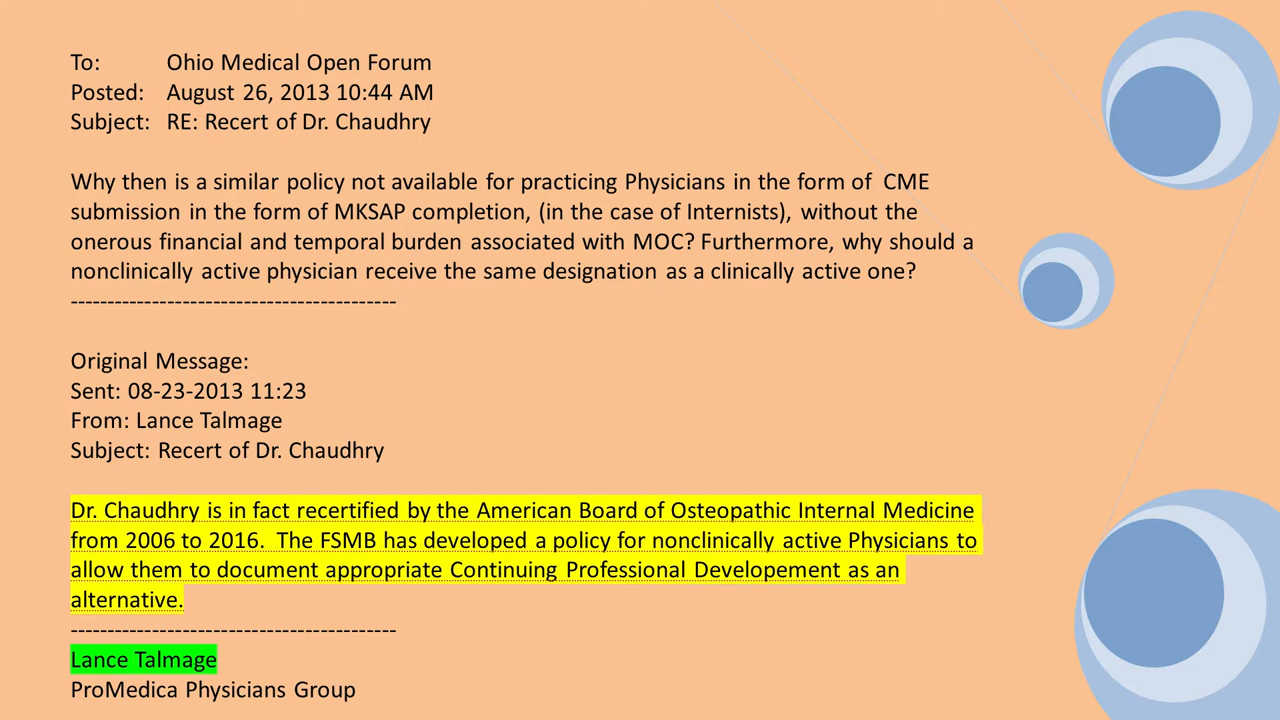 To: Ohio Medical Open Forum
Posted: August 26, 2013 10:44 AM
Subject: RE: Recert of Dr. Chaudhry
Why then is a similar policy not available for practicing Physicians in the form of CME
submission in the form of MKSAP completion, (in the case of Internists), without the
onerous financial and temporal burden associated with MOC? Furthermore, why should a
nonclinically active physician receive the same designation as a clinically active one?
-------------------------------------------
Original Message:
Sent: 08-23-2013 11:23
From: Lance Talmage
Subject: Recert of Dr. Chaudhry
Dr. Chaudhry is in fact recertified by the American Board of Osteopathic Internal Medicine
from 2006 to 2016. The FSMB has developed a policy for nonclinically active Physicians to
allow them to document appropriate Continuing Professional Developement as an
alternative.
-------------------------------------------
Lance Talmage
ProMedica Physicians Group